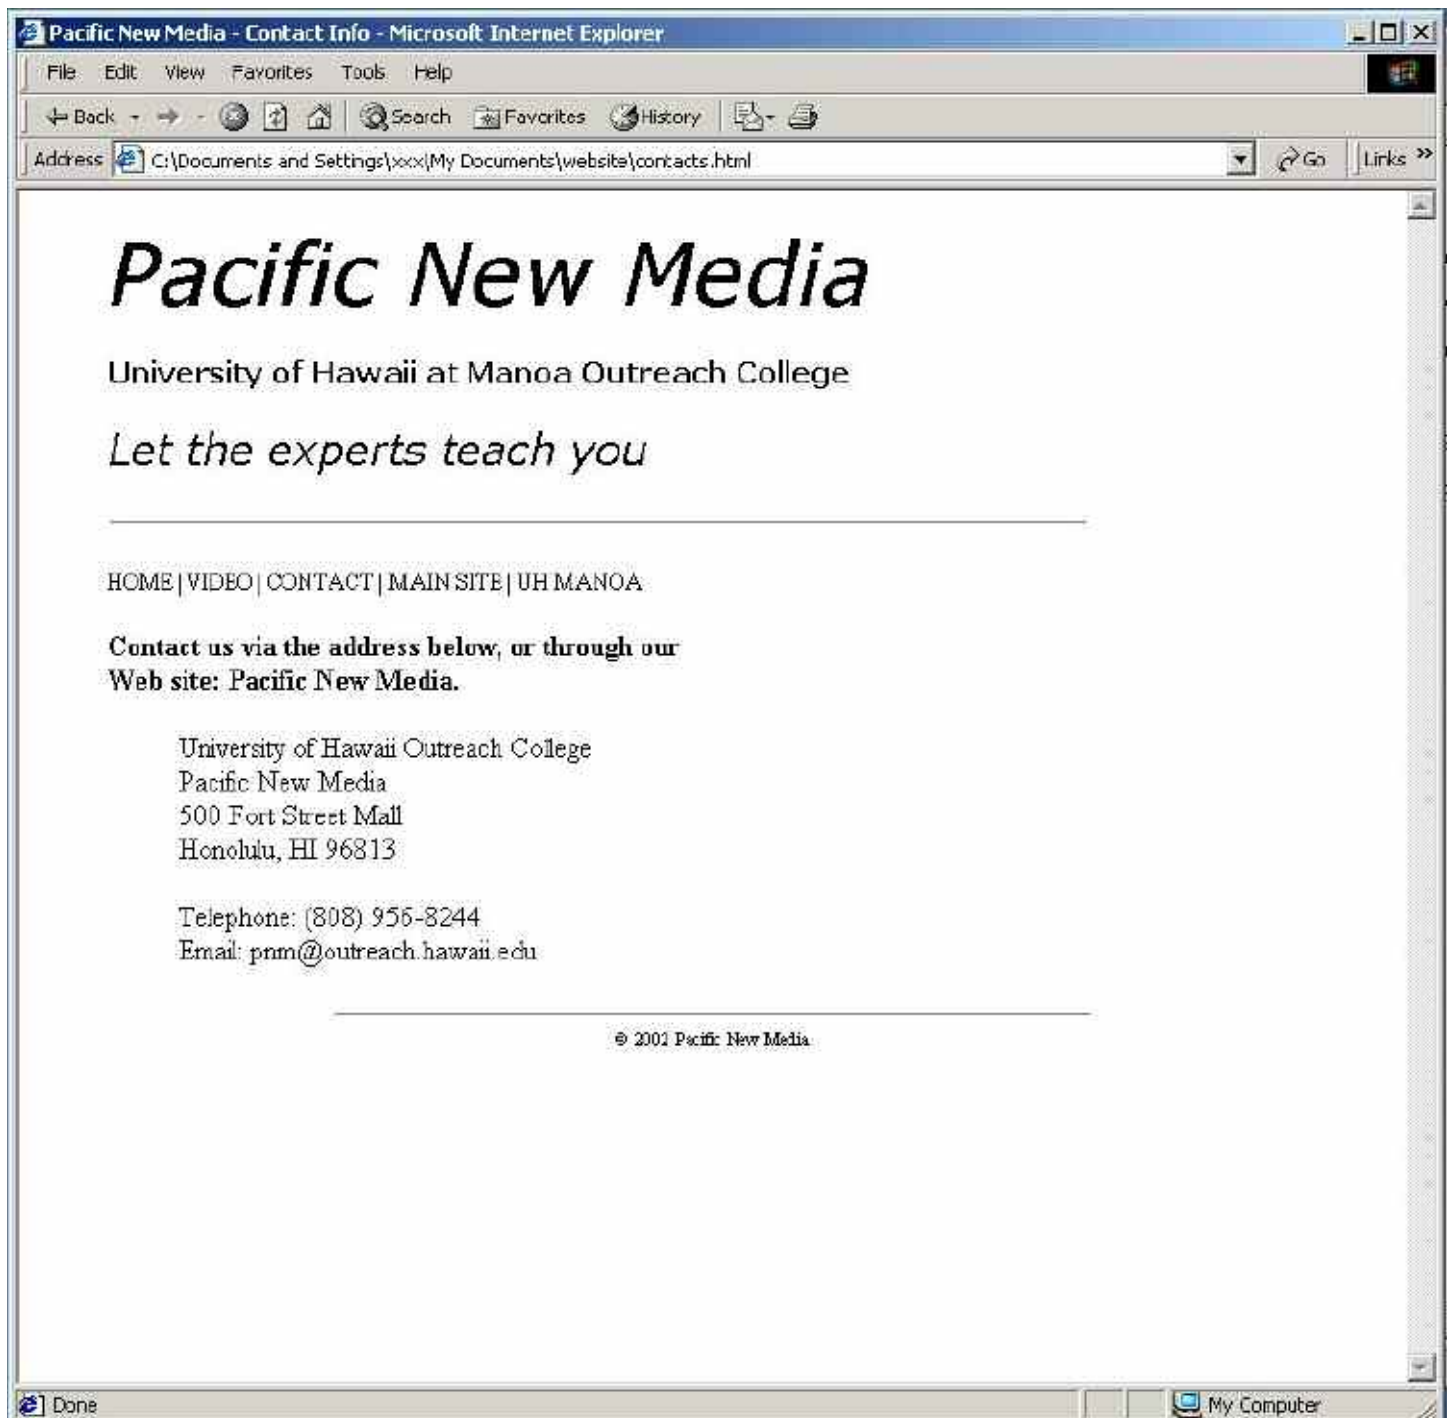 Pacific New Media - Contact Info - Microsoft Internet Explorer
File Edit View Favorites Tools Help
Back Search Favorites History
Address C:\Documents and Settings\xxx\My Documents\website\contacts.html Go Links »
Pacific New Media
University of Hawaii at Manoa Outreach College
Let the experts teach you
HOME | VIDEO | CONTACT | MAIN SITE | UH MANOA
Contact us via the address below, or through our
Web site: Pacific New Media.
University of Hawaii Outreach College
Pacific New Media
500 Fort Street Mall
Honolulu, HI 96813
Telephone: (808) 956-8244
Email: pnm@outreach.hawaii.edu
© 2002 Pacific New Media
Done My Computer